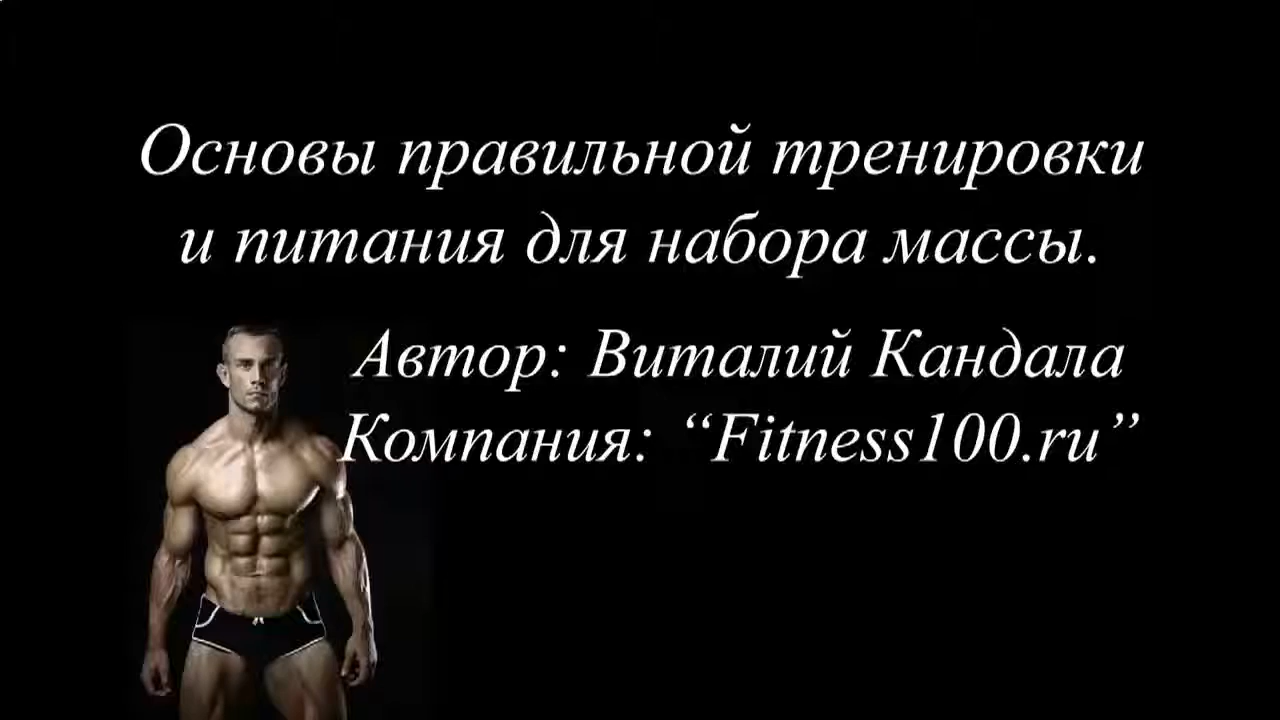 Основы правильной тренировки
и питания для набора массы.
Автор: Виталий Кандала
Компания: “Fitness100.ru”